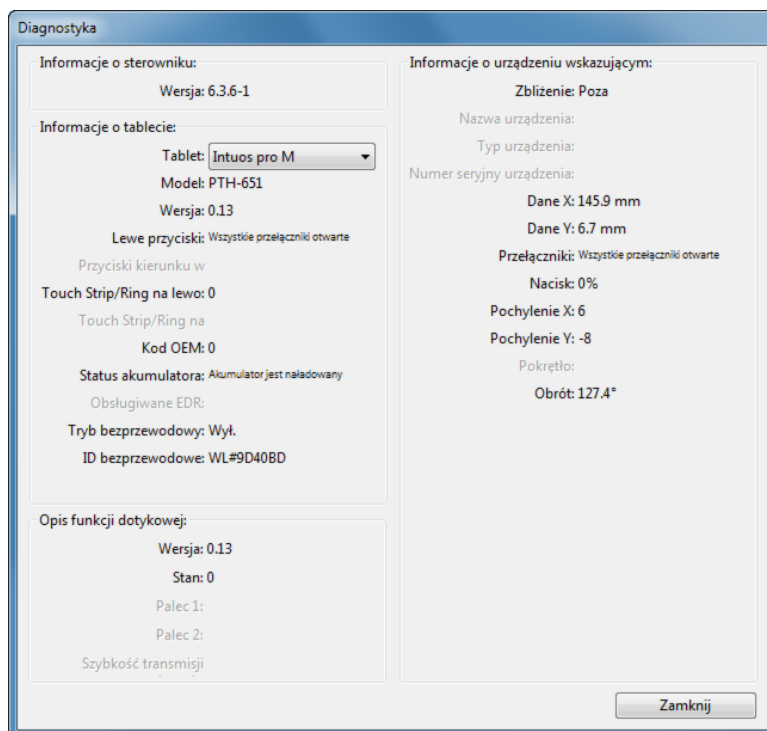 Diagnostyka
Informacje o sterowniku:
Wersja: 6.3.6-1
Informacje o tablecie:
Tablet: Intuos pro M
Model: PTH-651
Wersja: 0.13
Lewe przyciski: Wszystkie przełączniki otwarte
Przyciski kierunku w
Touch Strip/Ring na lewo: 0
Touch Strip/Ring na
Kod OEM: 0
Status akumulatora: Akumulator jest naładowany
Obsługiwane EDR:
Tryb bezprzewodowy: Wył.
ID bezprzewodowe: WL#9D40BD
Opis funkcji dotykowej:
Wersja: 0.13
Stan: 0
Palec 1:
Palec 2:
Szybkość transmisji
Informacje o urządzeniu wskazującym:
Zbliżenie: Poza
Nazwa urządzenia:
Typ urządzenia:
Numer seryjny urządzenia:
Dane X: 145.9 mm
Dane Y: 6.7 mm
Przełączniki: Wszystkie przełączniki otwarte
Nacisk: 0%
Pochylenie X: 6
Pochylenie Y: -8
Pokrętło:
Obrót: 127.4°
Zamknij